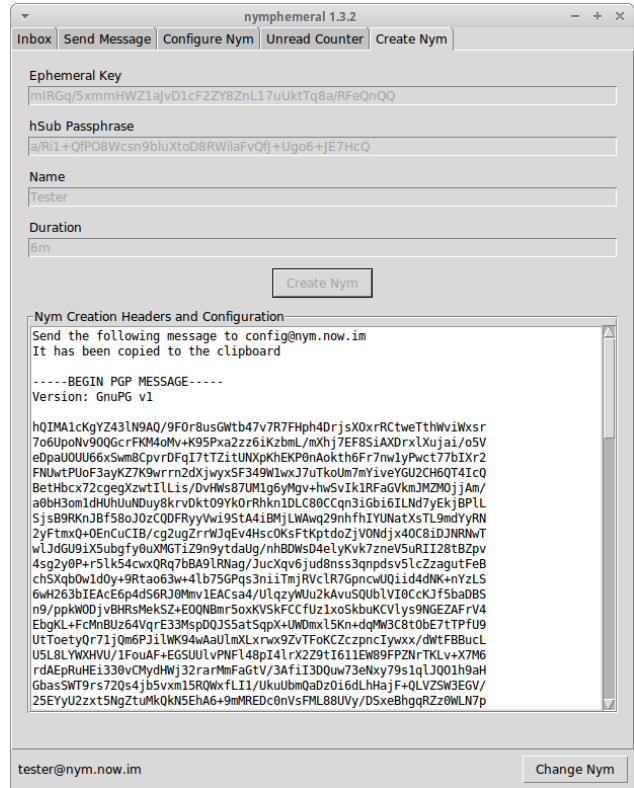 nymphemeral 1.3.2
Inbox Send Message Configure Nym Unread Counter Create Nym
Ephemeral Key
mIRGq/5xmmHWZ1aJvD1cF2ZY8ZnL17uUktTq8a/RFeQnQQ
hSub Passphrase
a/Ri1+QfPO8Wcsn9bluXtoD8RWilaFvQfJ+Ugo6+JE7HcQ
Name
Tester
Duration
6m
Create Nym
Nym Creation Headers and Configuration
Send the following message to config@nym.now.im
It has been copied to the clipboard
-----BEGIN PGP MESSAGE-----
Version: GnuPG v1
hQIMA1cKgYZ43lN9AQ/9FOr8usGWtb47v7R7FHph4DrjsXOxrRCtweTthWviWxsr
7o6UpoNv9OQGcrFKM4oMv+K95Pxa2zz6iKzbmL/mXhj7EF8SiAXDrxlXujai/o5V
eDpaUOUU66xSwm8CpvrDFqI7tTZitUNXpKhEKP0nAokth6Fr7nw1yPwct77bIXr2
FNUwtPUoF3ayKZ7K9wrrn2dXjwyxSF349W1wxJ7uTkoUm7mYiveYGU2CH6QT4IcQ
BetHbcx72cgegXzwtIlLis/DvHWs87UM1g6yMgv+hwSvIk1RFaGVkmJMZMOjjAm/
a0bH3om1dHUhUuNDuy8krvDktO9YkOrRhkn1DLC80CCqn3iGbi6ILNd7yEkjBPlL
SjsB9RKnJBf58oJOzCQDFRyyVwi9StA4iBMjLWAwq29nhfhIYUNatXsTL9mdYyRN
2yFtmxQ+OEnCuCIB/cg2ugZrrWJqEv4HscOKsFtKptdoZjVONdjx4OC8iDJNRNwT
wlJdGU9iX5ubgfy0uXMGTiZ9n9ytdaUg/nhBDWsD4elyKvk7zneV5uRII28tBZpv
4sg2y0P+r5lk54cwxQRq7bBA9lRNag/JucXqv6jud8nss3qnpdsv5lcZzagutFeB
chSXqbOw1dOy+9Rtao63w+4lb75GPqs3niiTmjRVclR7GpncwUQiid4dNK+nYzLS
6wH263bIEAcE6p4dS6RJ0Mmv1EACsa4/UlqzyWUu2kAvuSQUblVI0CcKJf5baDBS
n9/ppkWODjvBHRsMekSZ+EOQNBmr5oxKVSkFCCfUz1xoSkbuKCVlys9NGEZAFrV4
EbgKL+FcMnBUz64VqrE33MspDQJS5atSqpX+UWDmxl5Kn+dqMW3C8tObE7tTPfU9
UtToetyQr71jQm6PJilWK94wAaUlmXLxrwx9ZvTFoKCZczpncIywxx/dWtFBBucL
U5L8LYWXHVU/1FouAF+EGSUUlvPNFl48pI4lrX2Z9tI611EW89FPZNrTKLv+X7M6
rdAEpRuHEi330vCMydHWj32rarMmFaGtV/3AfiI3DQuw73eNxy79s1qlJQO1h9aH
GbasSWT9rs72Qs4jb5vxm15RQWxfLI1/UkuUbmQaDzOi6dLhHajF+QLVZSW3EGV/
25EYyU2zxt5NgZtuMkQkN5EhA6+9mMREDc0nVsFML88UVy/DSxeBhgqRZz0WLN7p
tester@nym.now.im
Change Nym